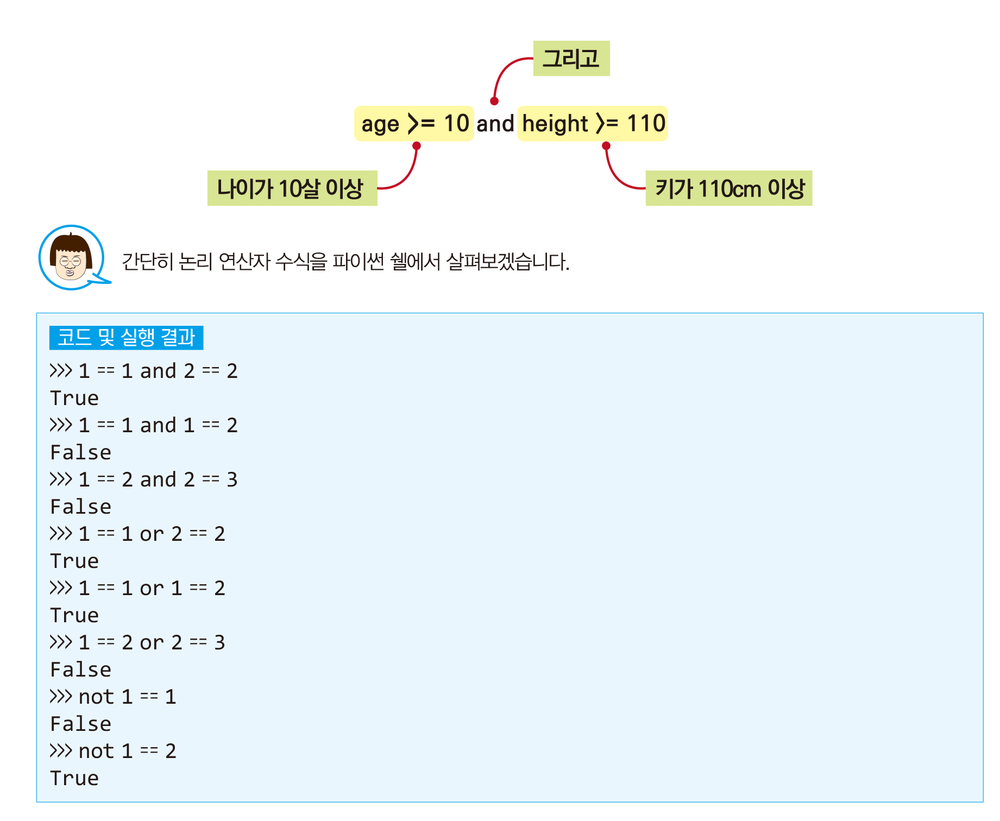 그리고
age >= 10 and height >= 110
나이가 10살 이상
키가 110cm 이상
간단히 논리 연산자 수식을 파이썬 쉘에서 살펴보겠습니다.
코드 및 실행 결과
>>> 1 == 1 and 2 == 2
True
>>> 1 == 1 and 1 == 2
False
>>> 1 == 2 and 2 == 3
False
>>> 1 == 1 or 2 == 2
True
>>> 1 == 1 or 1 == 2
True
>>> 1 == 2 or 2 == 3
False
>>> not 1 == 1
False
>>> not 1 == 2
True